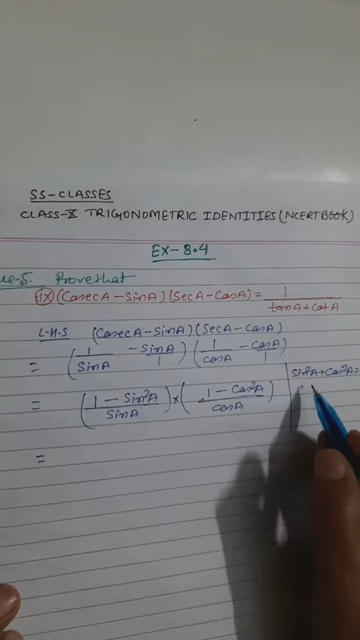 SS-CLASSES
CLASS-X TRIGONOMETRIC IDENTITIES (NCERT BOOK)
EX-8.4
Que-5. Prove that
(ix) (CosecA - SinA) (SecA - CosA) = 1/(tanA + CotA)
L.H.S (CosecA - SinA) (SecA - CosA)
= (1/SinA - SinA/1) (1/CosA - CosA/1)
= (1 - Sin²A/SinA) × (1 - Cos²A/CosA) | Sin²A + Cos²A =
=